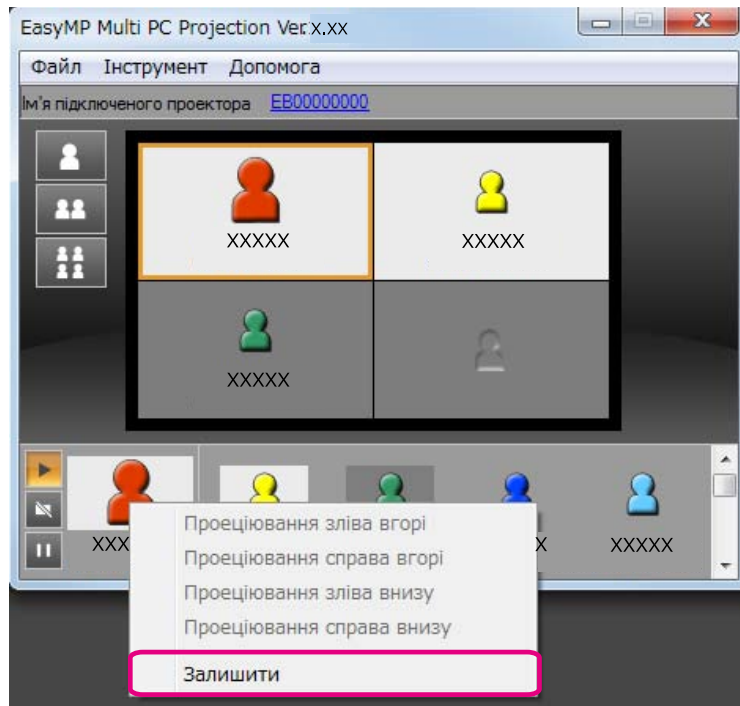 EasyMP Multi PC Projection Ver.x.xx
Файл Інструмент Допомога
Ім'я підключеного проектора EB00000000
XXXXX XXXXX
XXXXX
XXX X XXXXX
Проеціювання зліва вгорі
Проеціювання справа вгорі
Проеціювання зліва внизу
Проеціювання справа внизу
Залишити